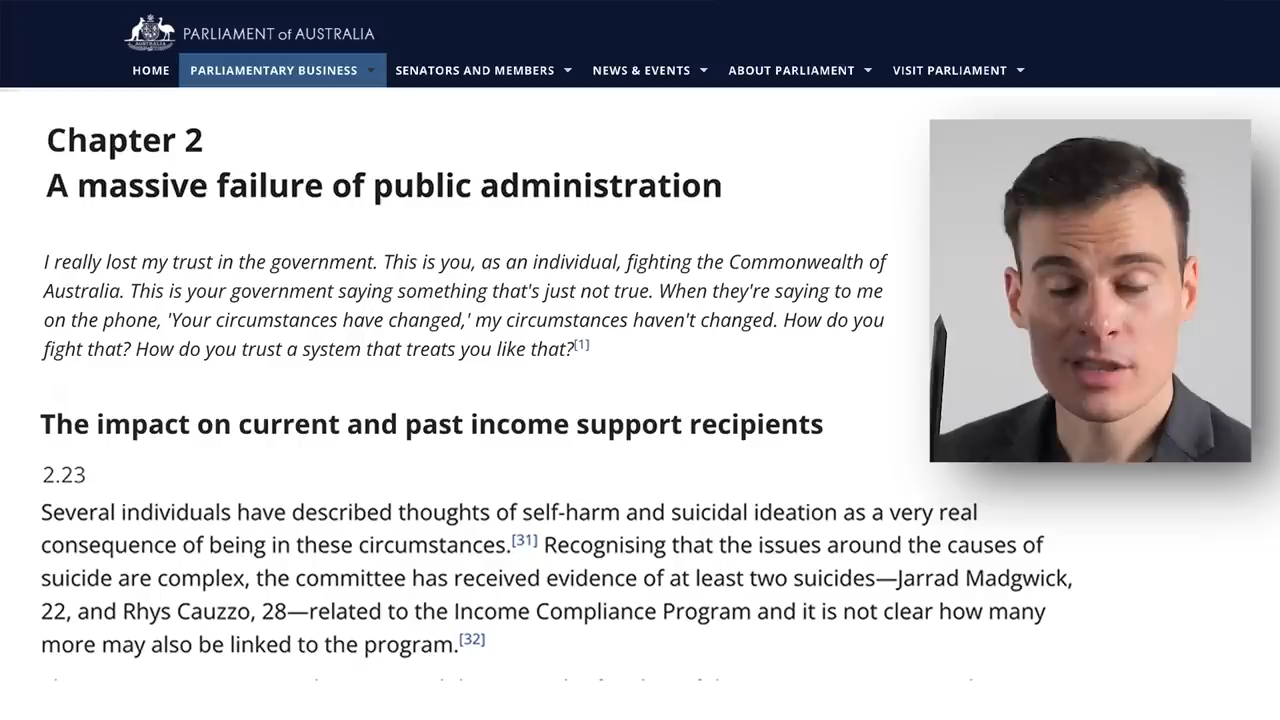 PARLIAMENT of AUSTRALIA
HOME PARLIAMENTARY BUSINESS SENATORS AND MEMBERS NEWS & EVENTS ABOUT PARLIAMENT VISIT PARLIAMENT
Chapter 2
A massive failure of public administration
I really lost my trust in the government. This is you, as an individual, fighting the Commonwealth of
Australia. This is your government saying something that's just not true. When they're saying to me
on the phone, 'Your circumstances have changed,' my circumstances haven't changed. How do you
fight that? How do you trust a system that treats you like that?[1]
The impact on current and past income support recipients
2.23
Several individuals have described thoughts of self-harm and suicidal ideation as a very real
consequence of being in these circumstances.[31] Recognising that the issues around the causes of
suicide are complex, the committee has received evidence of at least two suicides—Jarrad Madgwick,
22, and Rhys Cauzzo, 28—related to the Income Compliance Program and it is not clear how many
more may also be linked to the program.[32]